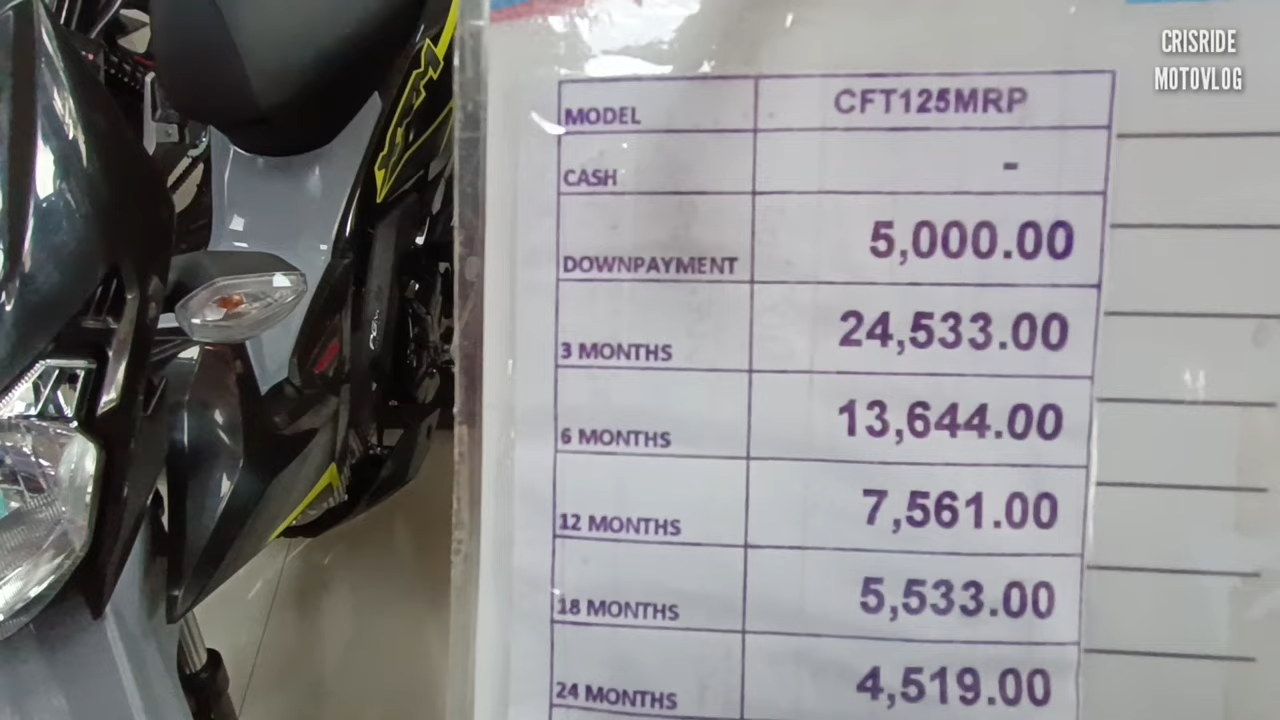 CRISRIDE
MOTOVLOG
MODEL CFT125MRP
CASH -
DOWNPAYMENT 5,000.00
3 MONTHS 24,533.00
6 MONTHS 13,644.00
12 MONTHS 7,561.00
18 MONTHS 5,533.00
24 MONTHS 4,519.00